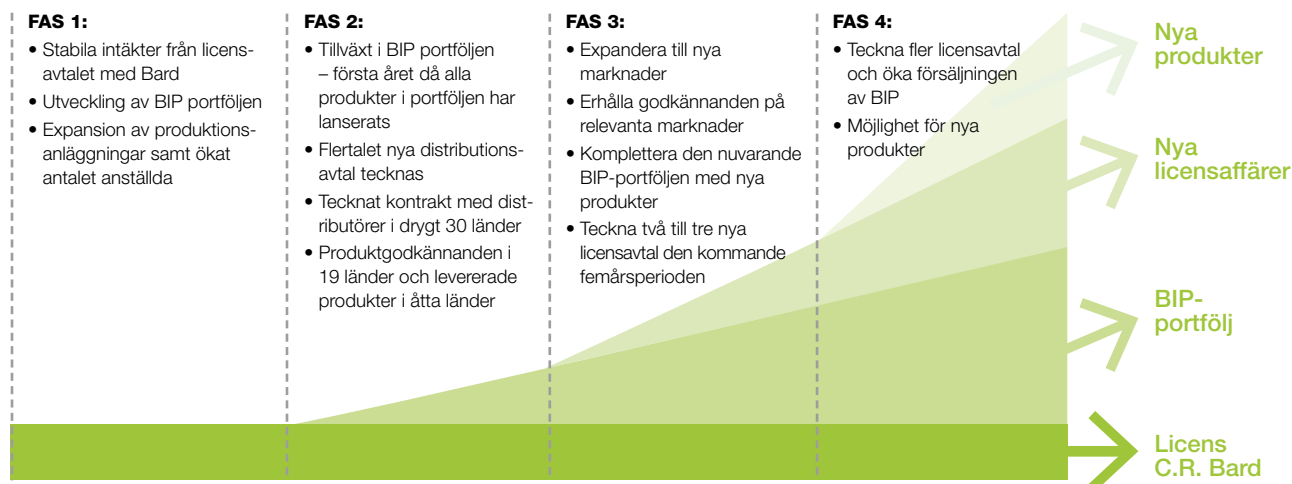 FAS 1:
• Stabila intäkter från licens-
avtalet med Bard
• Utveckling av BIP portföljen
• Expansion av produktions-
anläggningar samt ökat
antalet anställda
FAS 2:
• Tillväxt i BIP portföljen
– första året då alla
produkter i portföljen har
lanserats
• Flertalet nya distributions-
avtal tecknas
• Tecknat kontrakt med dist-
ributörer i drygt 30 länder
• Produktgodkännanden i
19 länder och levererade
produkter i åtta länder
FAS 3:
• Expandera till nya
marknader
• Erhålla godkännanden på
relevanta marknader
• Komplettera den nuvarande
BIP-portföljen med nya
produkter
• Teckna två till tre nya
licensavtal den kommande
femårsperioden
FAS 4:
• Teckna fler licensavtal
och öka försäljningen
av BIP
• Möjlighet för nya
produkter
Nya
produkter
Nya
licensaffärer
BIP-
portfölj
Licens
C.R. Bard